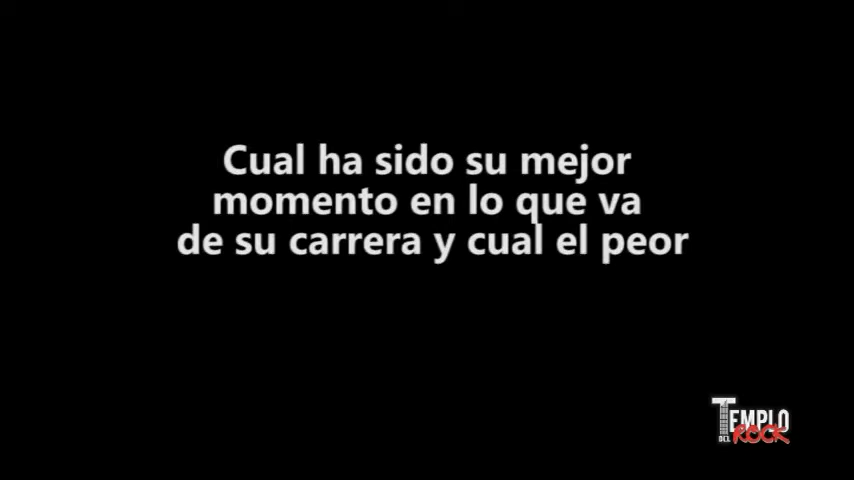 Cual ha sido su mejor
momento en lo que va
de su carrera y cual el peor
TEMPLO
DEL ROCK